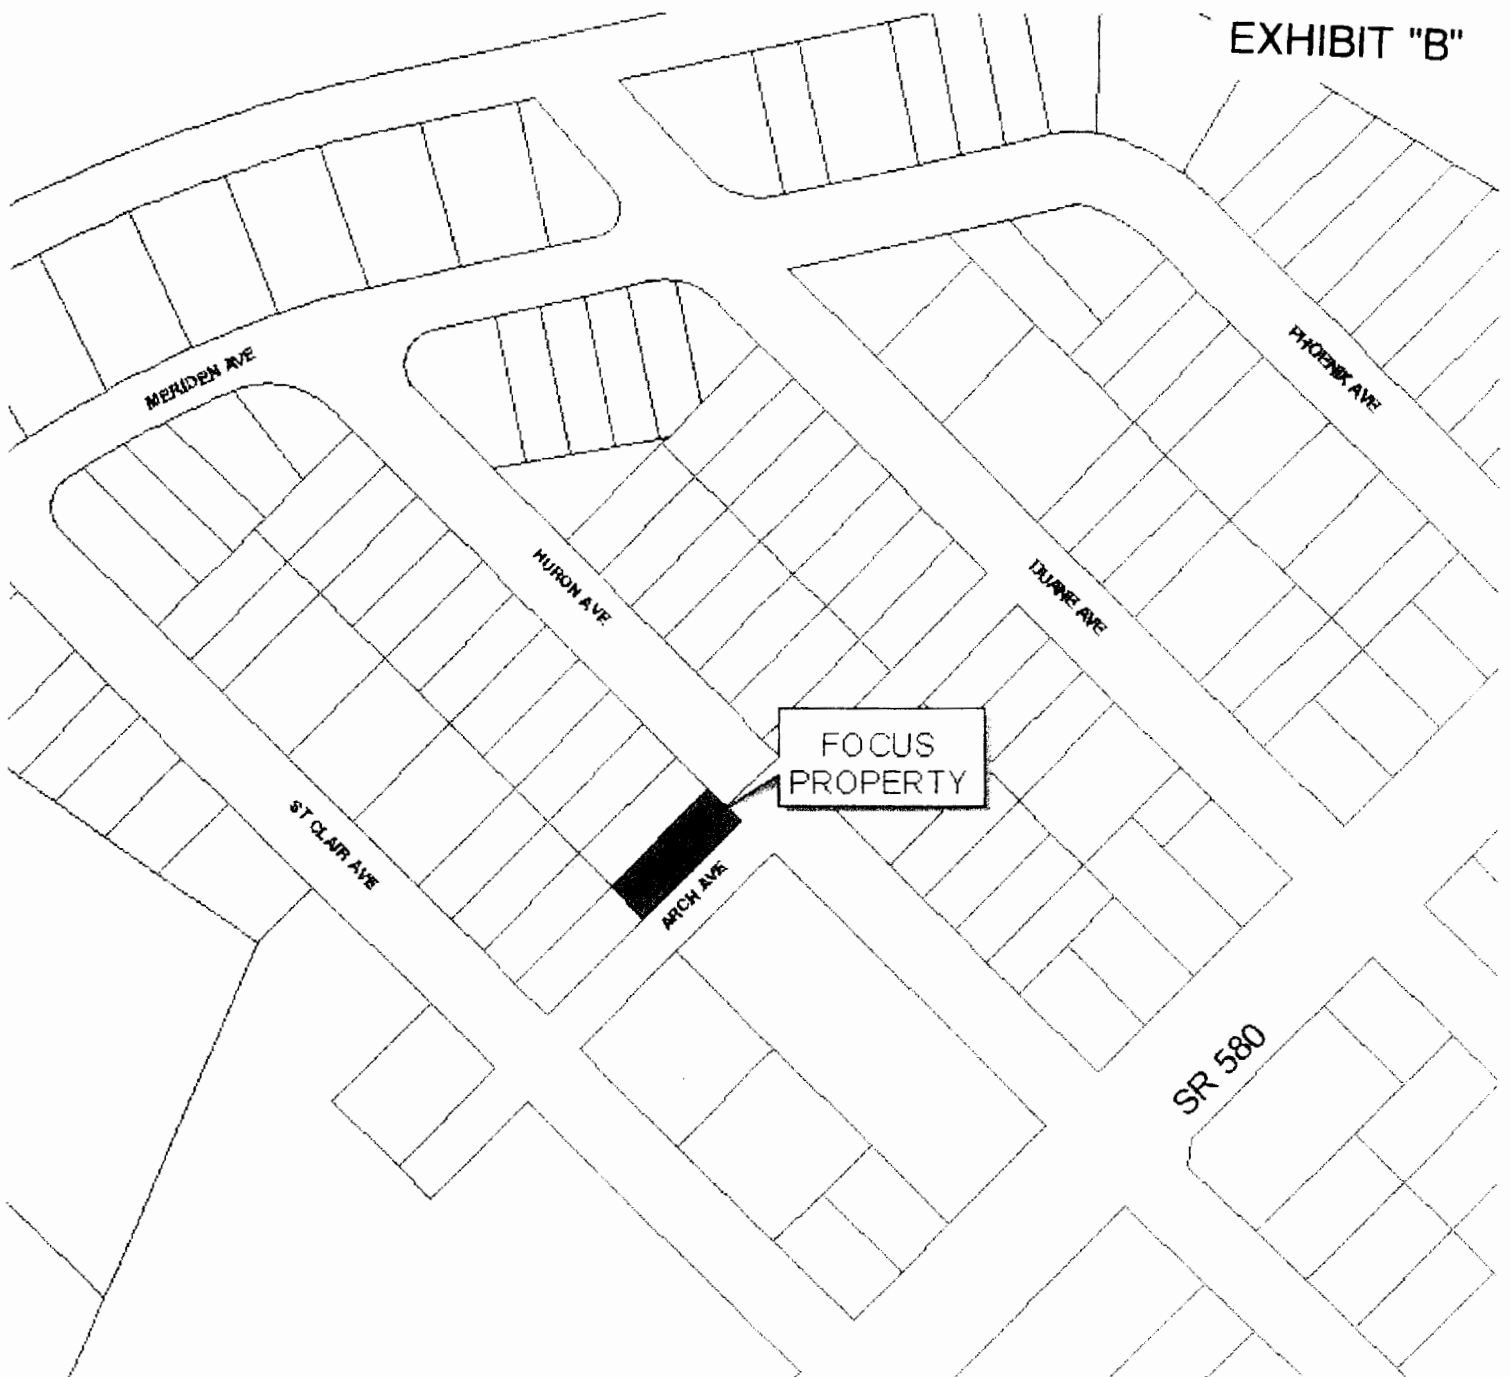 EXHIBIT "B"
MERIDEN AVE
PHOENIX AVE
HURON AVE
DUANE AVE
FOCUS
PROPERTY
ST CLAIR AVE
ARCH AVE
SR 580